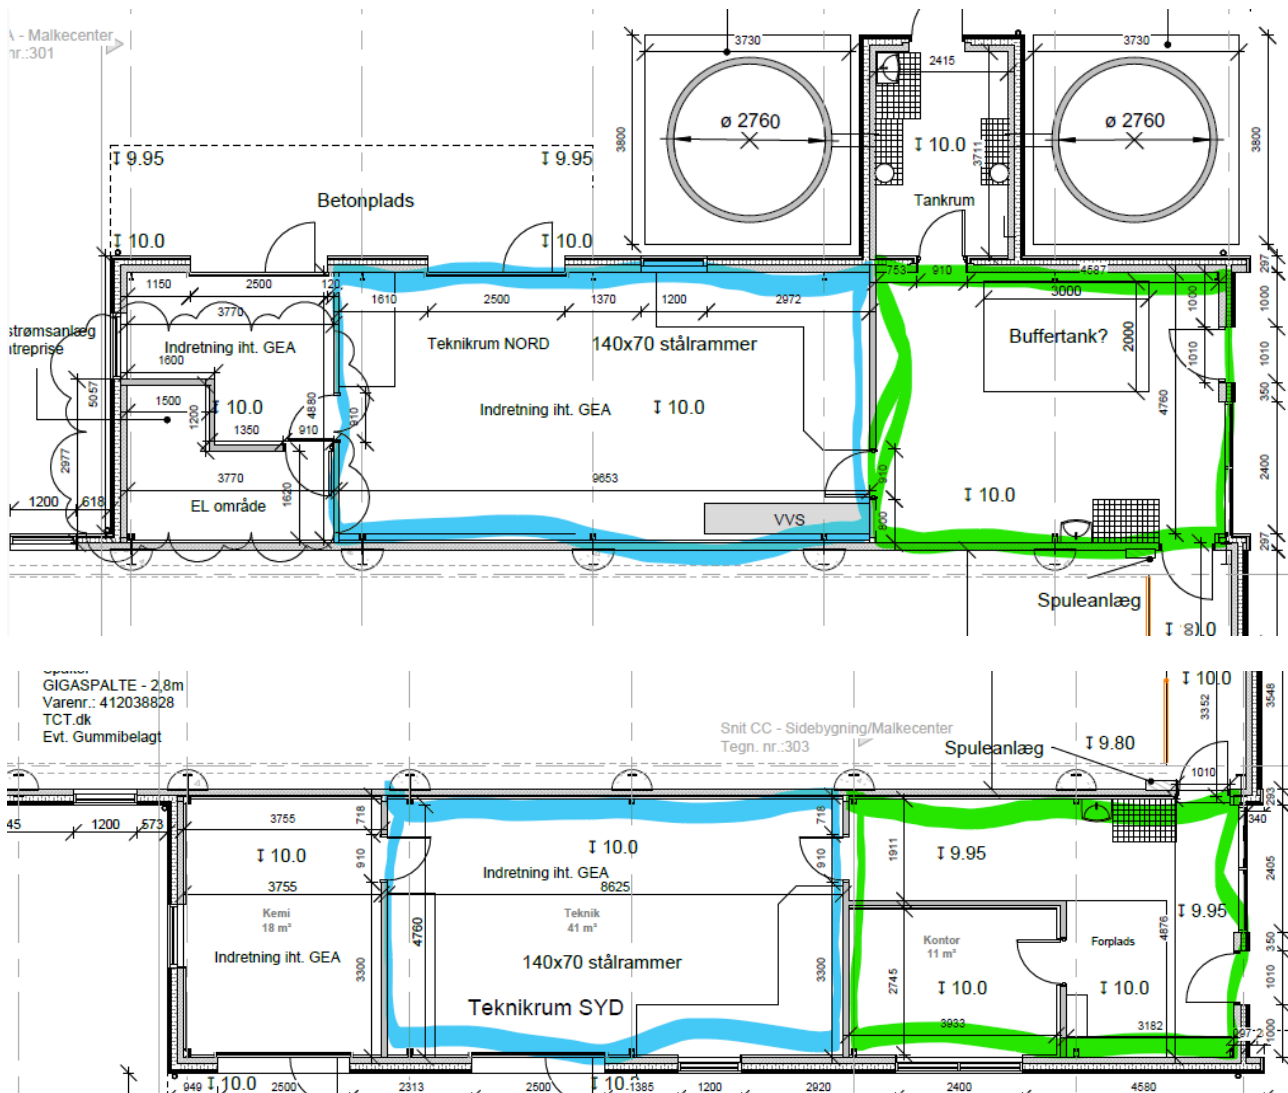 A - Malkecenter
nr.:301
3730
3730
2415
ø 2760
ø 2760
3800
3800
10.0
3711
9.95
9.95
Betonplads
Tankrum
10.0
10.0
297
753
910
4587
1150
2500
120
1610
2500
1370
1200
2972
3000
1000
1000
3770
strømsanlæg
ntreprise
Indretning iht. GEA
Teknikrum NORD
140x70 stålrammer
Buffertank?
2000
1010
1010
1600
350
5057
1500
10.0
4880
910
Indretning iht. GEA
10.0
4760
1200
1350
910
2977
2400
3770
9653
910
1200
618
1620
EL område
10.0
VVS
800
297
Spuleanlæg
10.0
GIGASPALTE - 2,8m
Varenr.: 412038828
TCT.dk
Evt. Gummibelagt
Snit CC - Sidebygning/Malkecenter
Tegn. nr.:303
Spuleanlæg
9.80
10.0
3352
3548
1010
293
340
45
1200
573
3755
718
718
10.0
910
10.0
910
1911
9.95
2405
Indretning iht. GEA
3755
8625
Kemi
18 m²
Teknik
41 m²
9.95
4760
4876
Kontor
11 m²
Forplads
350
Indretning iht. GEA
140x70 stålrammer
3300
3300
2745
10.0
10.0
1010
Teknikrum SYD
3933
3182
297
1000
949
10.0
2500
2313
2500
10.
1385
1200
2920
2400
4580